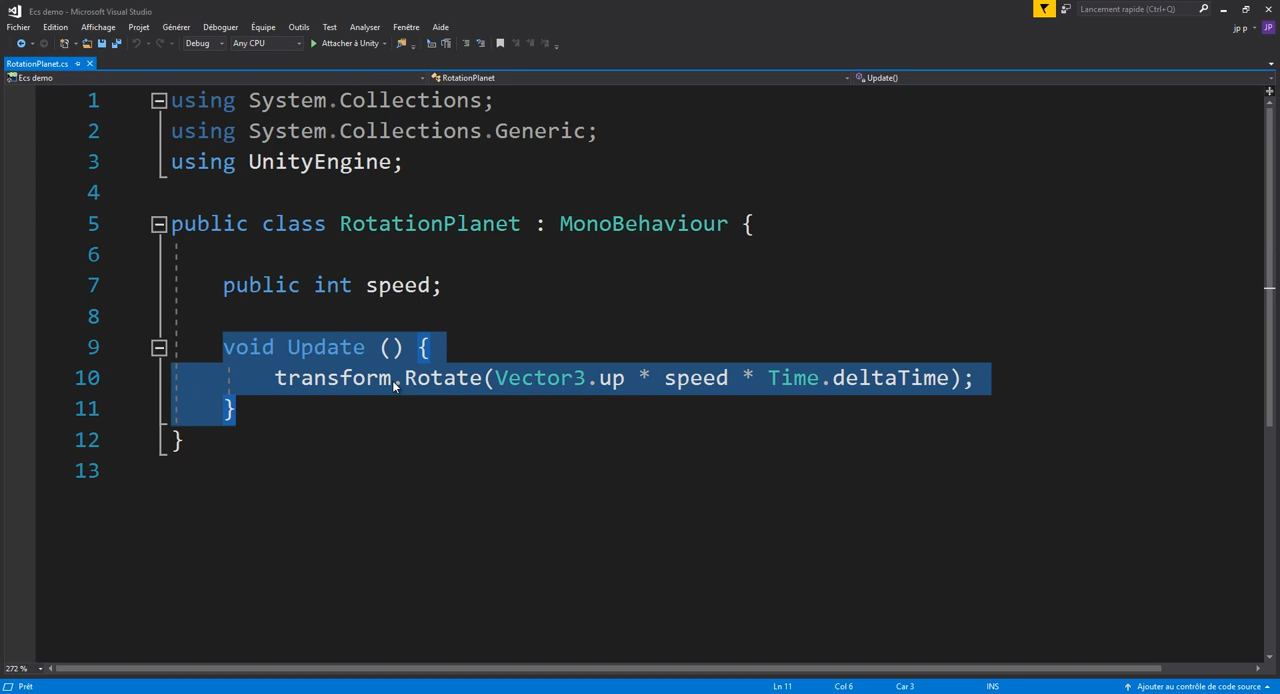 Ecs demo - Microsoft Visual Studio
Lancement rapide (Ctrl+Q)
Fichier Edition Affichage Projet Générer Déboguer Équipe Outils Test Analyser Fenêtre Aide
jp p JP
Debug Any CPU Attacher à Unity
RotationPlanet.cs
Ecs demo RotationPlanet Update()
1 using System.Collections;
2 using System.Collections.Generic;
3 using UnityEngine;
4
5 public class RotationPlanet : MonoBehaviour {
6
7 public int speed;
8
9 void Update () {
10 transform.Rotate(Vector3.up * speed * Time.deltaTime);
11 }
12 }
13
272 %
Prêt Ln 11 Col 6 Car 3 INS Ajouter au contrôle de code source